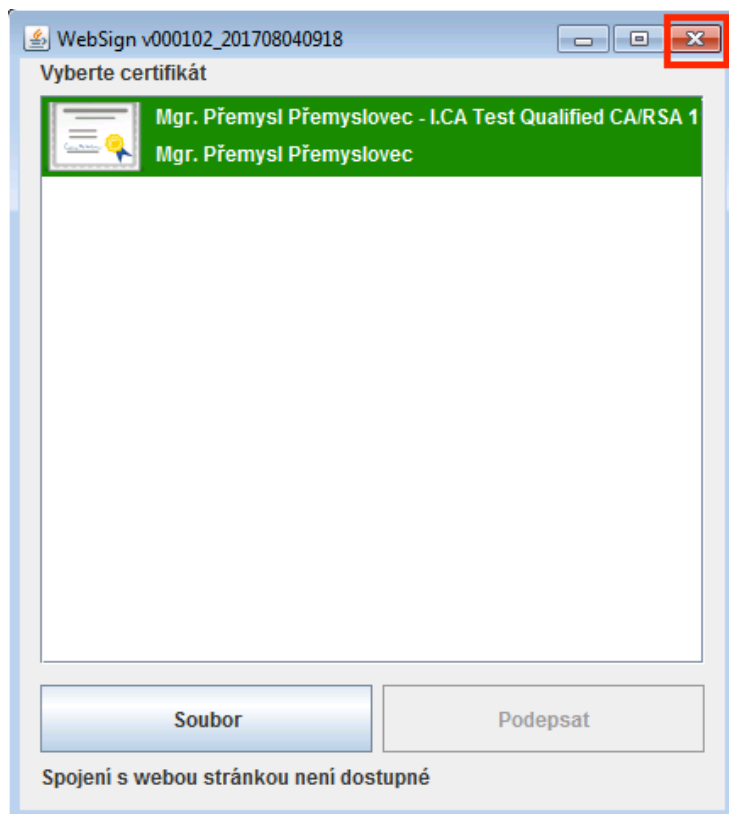 WebSign v000102_201708040918
Vyberte certifikát
Mgr. Přemysl Přemyslovec - I.CA Test Qualified CA/RSA 1
Mgr. Přemysl Přemyslovec
Soubor
Podepsat
Spojení s webou stránkou není dostupné